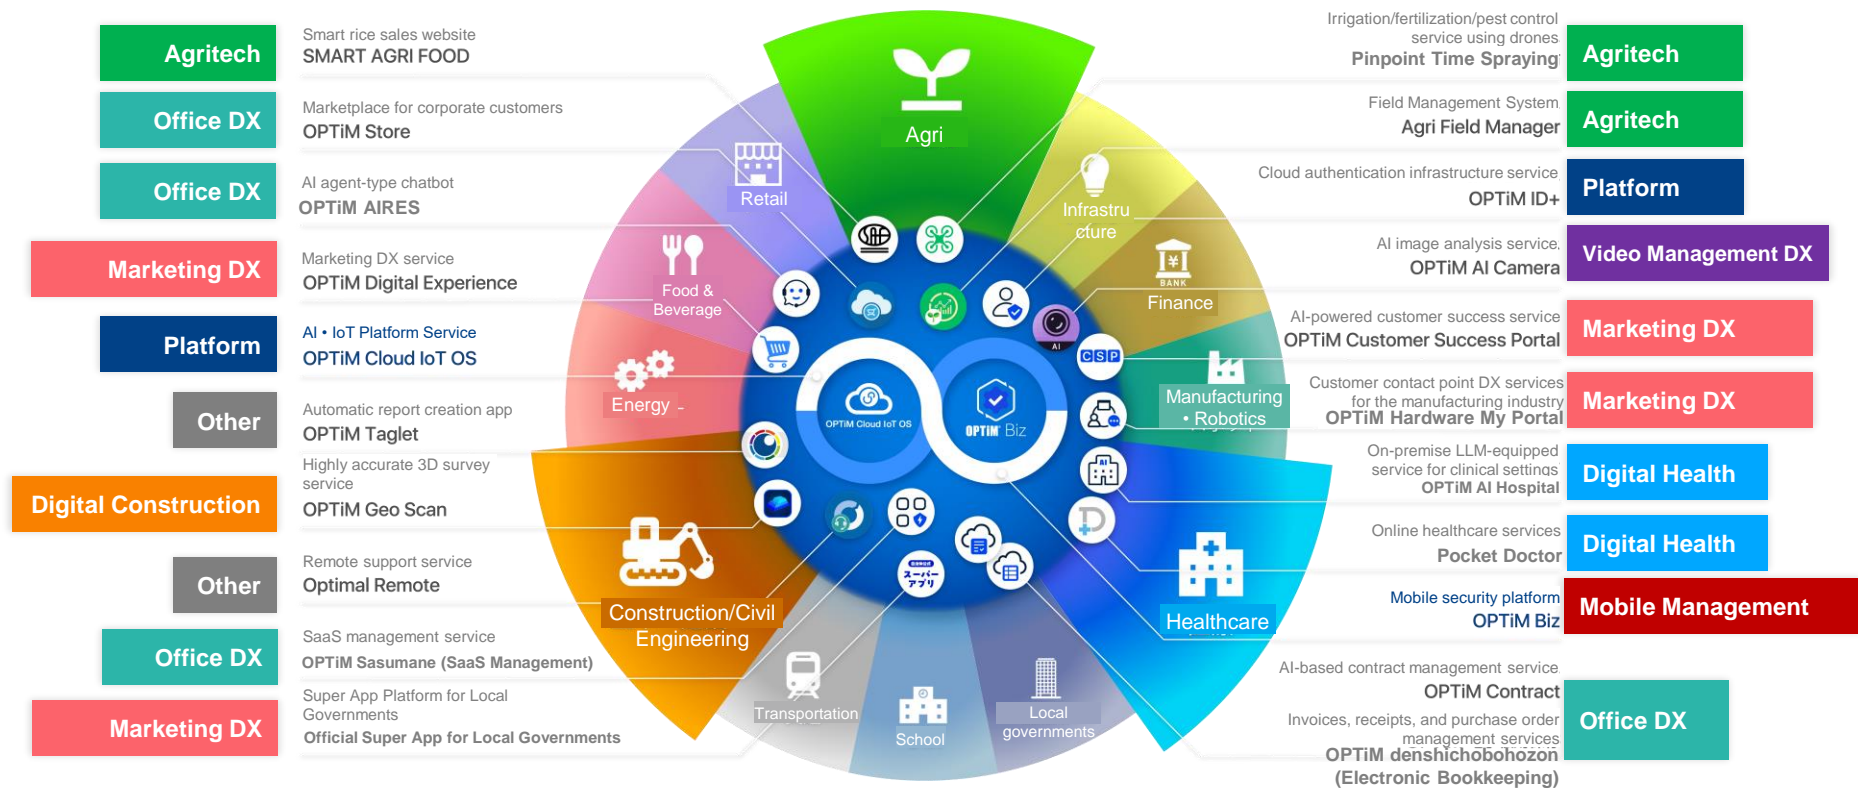 Agritech
Smart rice sales website
SMART AGRI FOOD
Office DX
Marketplace for corporate customers
OPTiM Store
Office DX
AI agent-type chatbot
OPTiM AIRES
Marketing DX
Marketing DX service
OPTiM Digital Experience
Platform
AI • IoT Platform Service
OPTiM Cloud IoT OS
Other
Automatic report creation app
OPTiM Taglet
Digital Construction
Highly accurate 3D survey
service
OPTiM Geo Scan
Other
Remote support service
Optimal Remote
Office DX
SaaS management service
OPTiM Sasumane (SaaS Management)
Marketing DX
Super App Platform for Local
Governments
Official Super App for Local Governments
Agri
Retail
Infrastru
cture
Food &
Beverage
BANK
Finance
Energy
Manufacturing
• Robotics
Construction/Civil
Engineering
Healthcare
Transportation
School
Local
governments
AI
CSP
AI
OPTiM Cloud IoT OS
OPTiM Biz
スーパー
アプリ
Irrigation/fertilization/pest control
service using drones
Pinpoint Time Spraying
Agritech
Field Management System
Agri Field Manager
Agritech
Cloud authentication infrastructure service
OPTiM ID+
Platform
AI image analysis service
OPTiM AI Camera
Video Management DX
AI-powered customer success service
OPTiM Customer Success Portal
Marketing DX
Customer contact point DX services
for the manufacturing industry
OPTiM Hardware My Portal
Marketing DX
On-premise LLM-equipped
service for clinical settings
OPTiM AI Hospital
Digital Health
Online healthcare services
Pocket Doctor
Digital Health
Mobile security platform
OPTiM Biz
Mobile Management
AI-based contract management service
OPTiM Contract
Invoices, receipts, and purchase order
management services
OPTiM denshichobohozon
(Electronic Bookkeeping)
Office DX